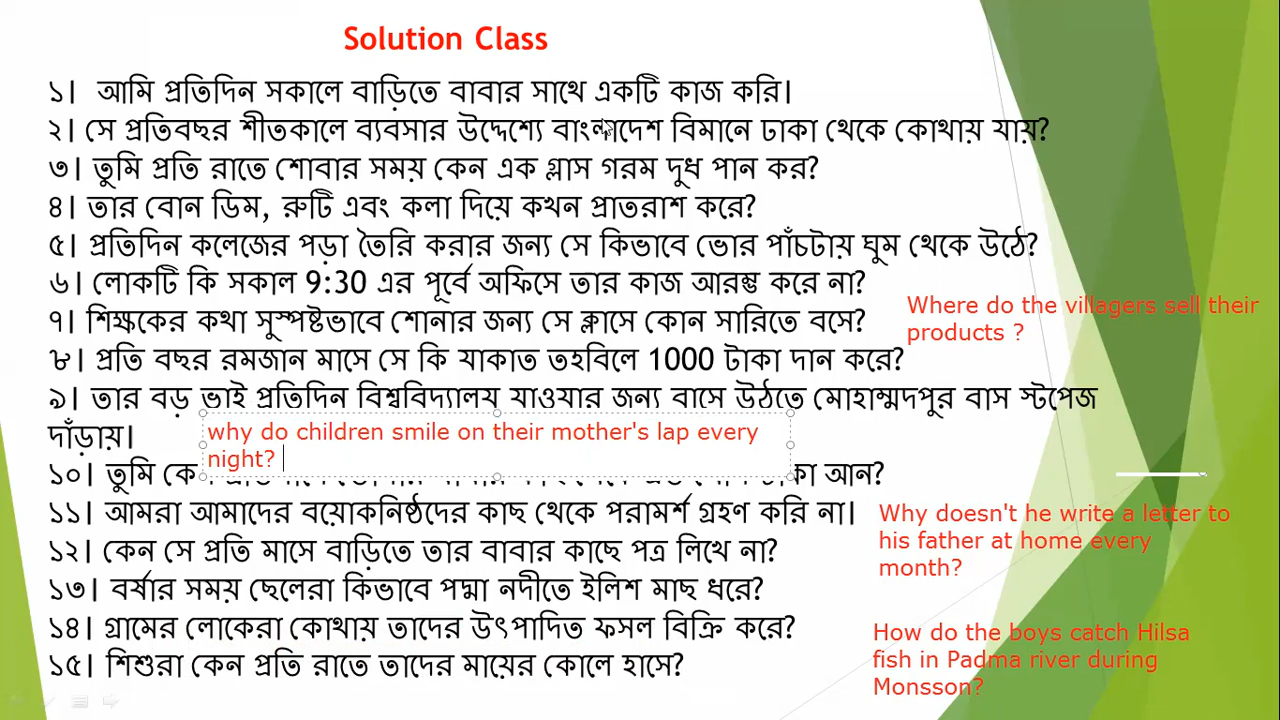 Solution Class
১। আমি প্রতিদিন সকালে বাড়িতে বাবার সাথে একটি কাজ করি।
২। সে প্রতিবছর শীতকালে ব্যবসার উদ্দেশ্যে বাংলাদেশ বিমানে ঢাকা থেকে কোথায় যায়?
৩। তুমি প্রতি রাতে শোবার সময় কেন এক গ্লাস গরম দুধ পান কর?
৪। তার বোন ডিম, রুটি এবং কলা দিয়ে কখন প্রাতরাশ করে?
৫। প্রতিদিন কলেজের পড়া তৈরি করার জন্য সে কিভাবে ভোর পাঁচটায় ঘুম থেকে উঠে?
৬। লোকটি কি সকাল 9:30 এর পূর্বে অফিসে তার কাজ আরম্ভ করে না?
৭। শিক্ষকের কথা সুস্পষ্টভাবে শোনার জন্য সে ক্লাসে কোন সারিতে বসে?
Where do the villagers sell their
products ?
৮। প্রতি বছর রমজান মাসে সে কি যাকাত তহবিলে 1000 টাকা দান করে?
৯। তার বড় ভাই প্রতিদিন বিশ্ববিদ্যালয় যাওয়ার জন্য বাসে উঠতে মোহাম্মদপুর বাস স্টপেজ
দাঁড়ায়।
why do children smile on their mother's lap every
night?
১০। তুমি আন?
১১। আমরা আমাদের বয়োকনিষ্ঠদের কাছ থেকে পরামর্শ গ্রহণ করি না।
১২। কেন সে প্রতি মাসে বাড়িতে তার বাবার কাছে পত্র লিখে না?
Why doesn't he write a letter to
his father at home every
month?
১৩। বর্ষার সময় ছেলেরা কিভাবে পদ্মা নদীতে ইলিশ মাছ ধরে?
১৪। গ্রামের লোকেরা কোথায় তাদের উৎপাদিত ফসল বিক্রি করে?
১৫। শিশুরা কেন প্রতি রাতে তাদের মায়ের কোলে হাসে?
How do the boys catch Hilsa
fish in Padma river during
Monsson?